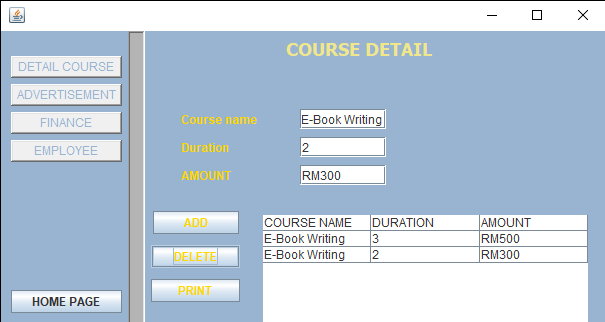 COURSE DETAIL
DETAIL COURSE
ADVERTISEMENT
FINANCE
EMPLOYEE
HOME PAGE
Course name E-Book Writing
Duration 2
AMOUNT RM300
ADD
DELETE
PRINT
COURSE NAME DURATION AMOUNT
E-Book Writing 3 RM500
E-Book Writing 2 RM300